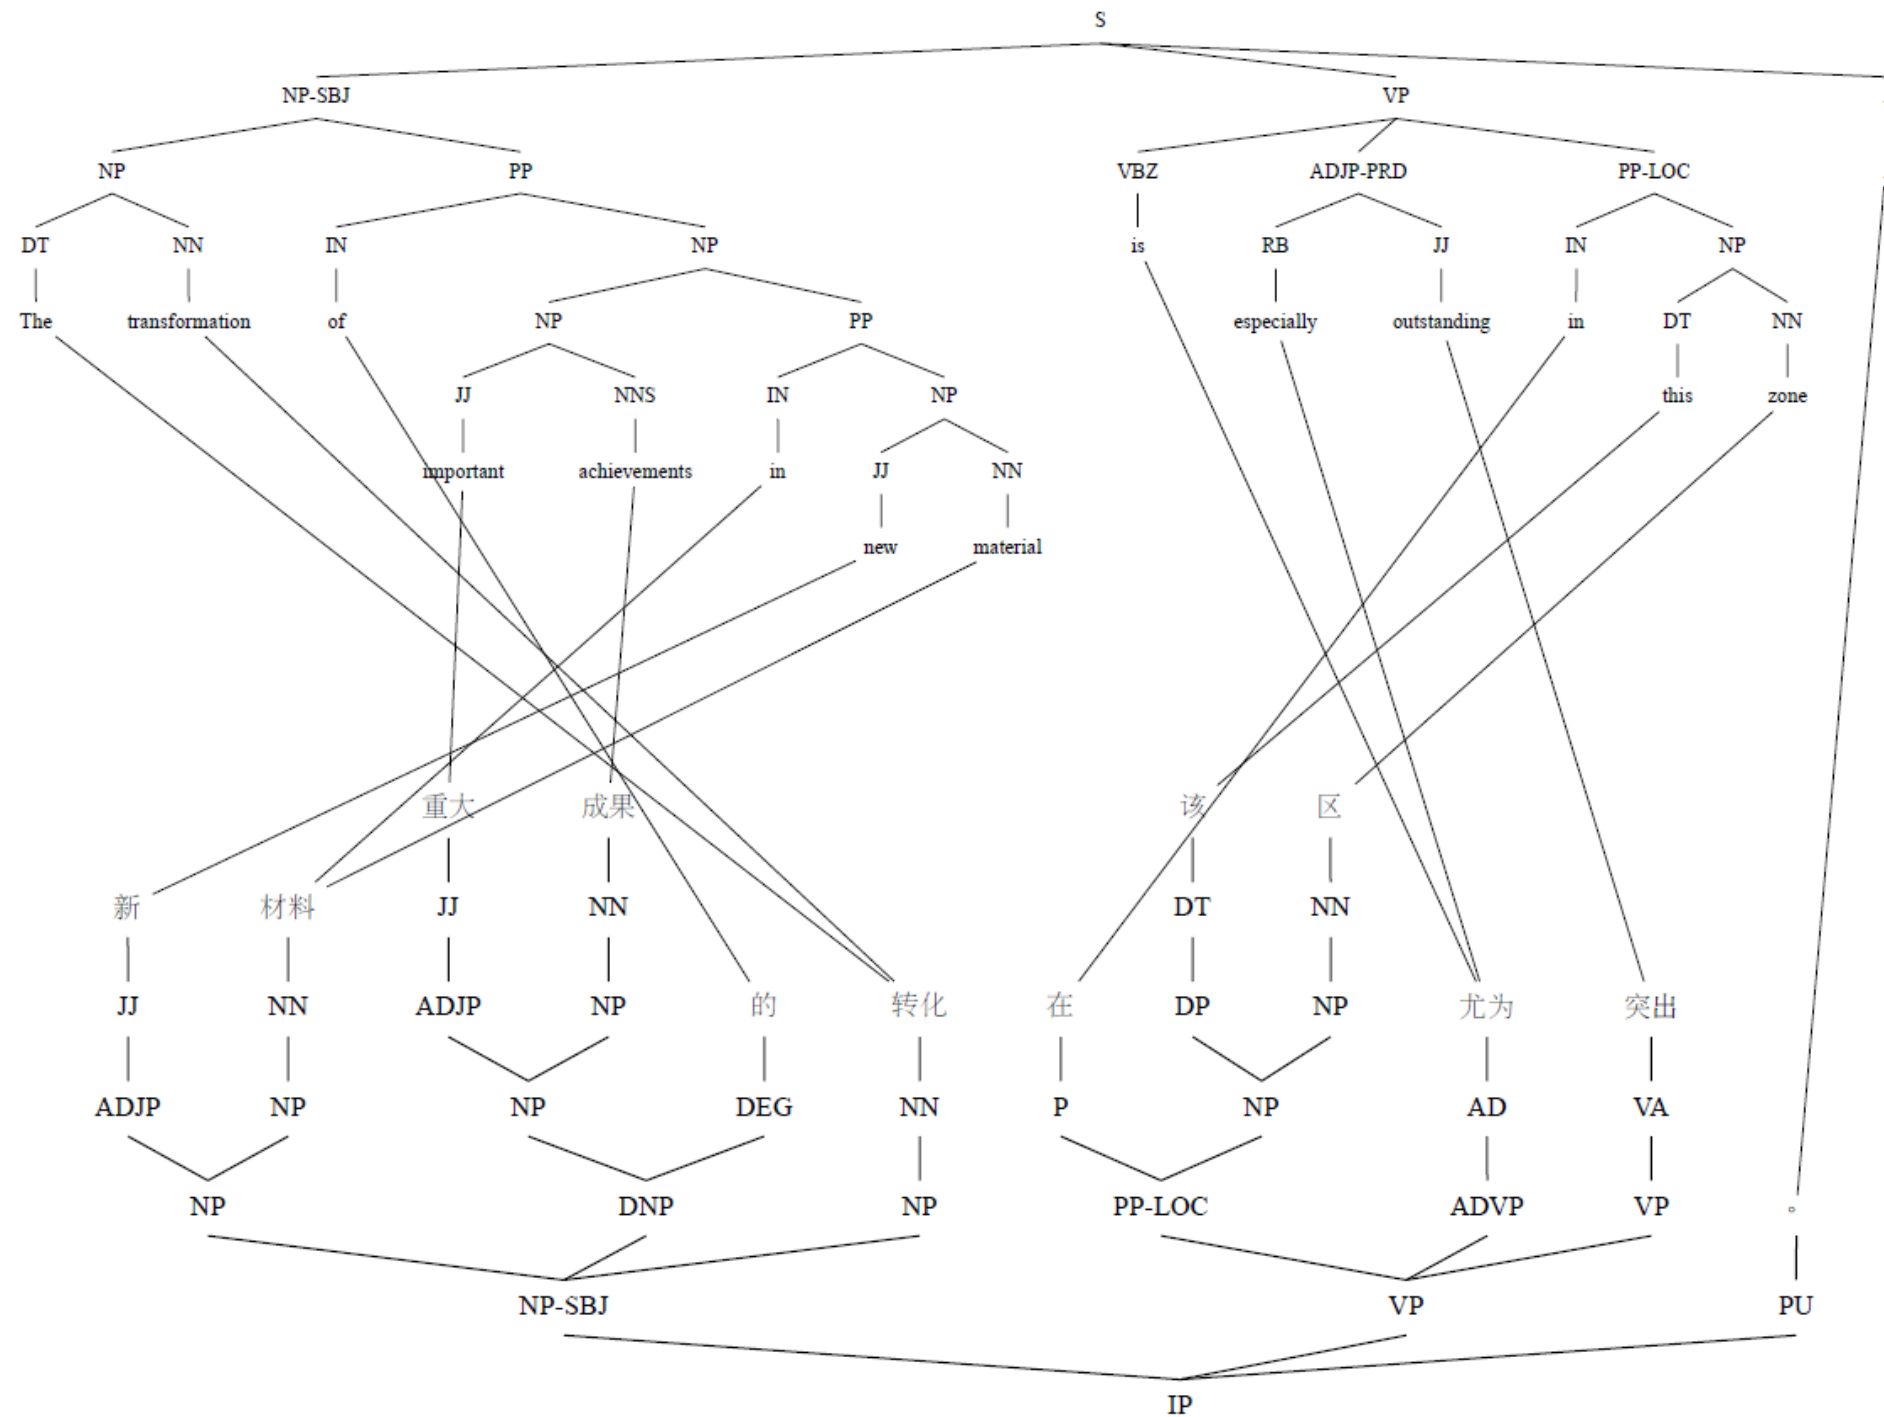 S
NP-SBJ VP
NP PP VBZ ADJP-PRD PP-LOC
DT NN IN NP is RB JJ IN NP
The transformation of NP PP especially outstanding in DT NN
JJ NNS IN NP this zone
important achievements in JJ NN
new material
重大 成果 该 区
新 材料 JJ NN DT NN
JJ NN ADJP NP 的 转化 在 DP NP 尤为 突出
ADJP NP NP DEG NN P NP AD VA
NP DNP NP PP-LOC ADVP VP 。
NP-SBJ VP PU
IP